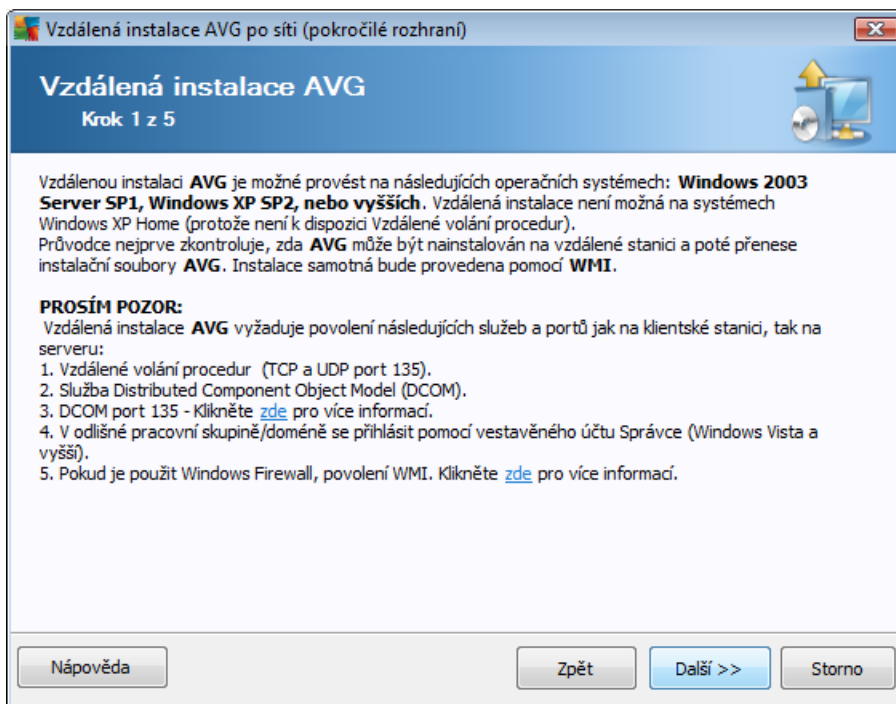 Vzdálená instalace AVG po síti (pokročilé rozhraní)
Vzdálená instalace AVG
Krok 1 z 5
Vzdálenou instalaci AVG je možné provést na následujících operačních systémech: Windows 2003
Server SP1, Windows XP SP2, nebo vyšších. Vzdálená instalace není možná na systémech
Windows XP Home (protože není k dispozici Vzdálené volání procedur).
Průvodce nejprve zkontroluje, zda AVG může být nainstalován na vzdálené stanici a poté přenese
instalační soubory AVG. Instalace samotná bude provedena pomocí WMI.
PROSÍM POZOR:
Vzdálená instalace AVG vyžaduje povolení následujících služeb a portů jak na klientské stanici, tak na
serveru:
1. Vzdálené volání procedur (TCP a UDP port 135).
2. Služba Distributed Component Object Model (DCOM).
3. DCOM port 135 - Klikněte zde pro více informací.
4. V odlišné pracovní skupině/doméně se přihlásit pomocí vestavěného účtu Správce (Windows Vista a
vyšší).
5. Pokud je použit Windows Firewall, povolení WMI. Klikněte zde pro více informací.
Nápověda
Zpět
Další >>
Storno